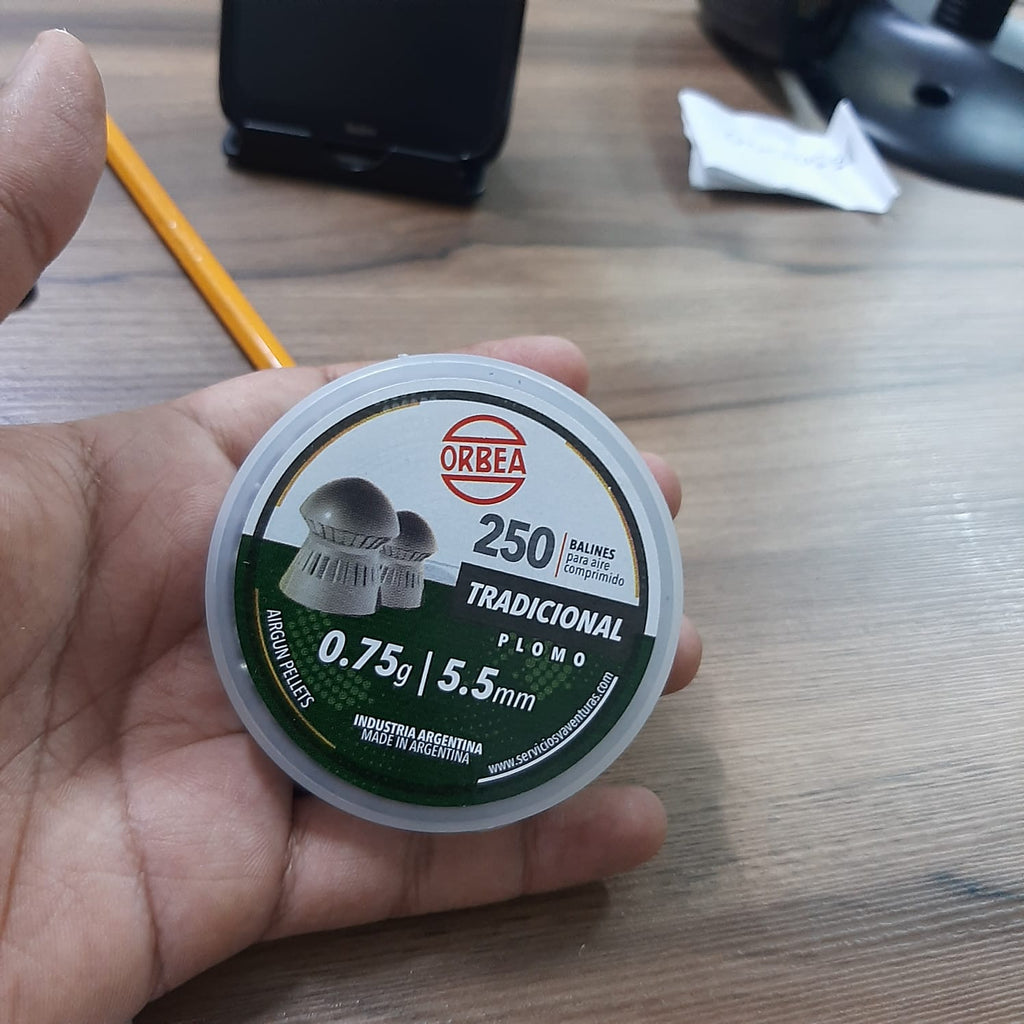 ORBEA
250
BALINES
para aire
comprimido
TRADICIONAL
PLOMO
0.75g | 5.5mm
AIRGUN PELLETS
INDUSTRIA ARGENTINA
MADE IN ARGENTINA
www.serviciosvaventuras.com